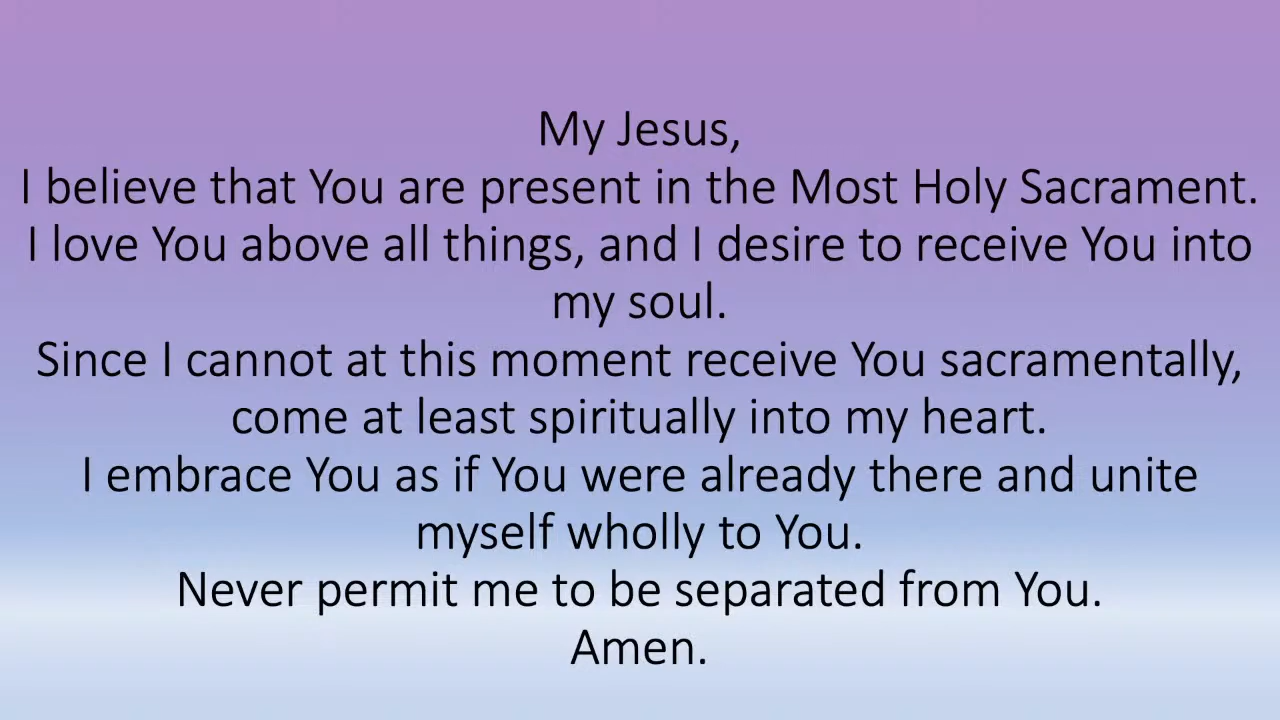 My Jesus,
I believe that You are present in the Most Holy Sacrament.
I love You above all things, and I desire to receive You into
my soul.
Since I cannot at this moment receive You sacramentally,
come at least spiritually into my heart.
I embrace You as if You were already there and unite
myself wholly to You.
Never permit me to be separated from You.
Amen.